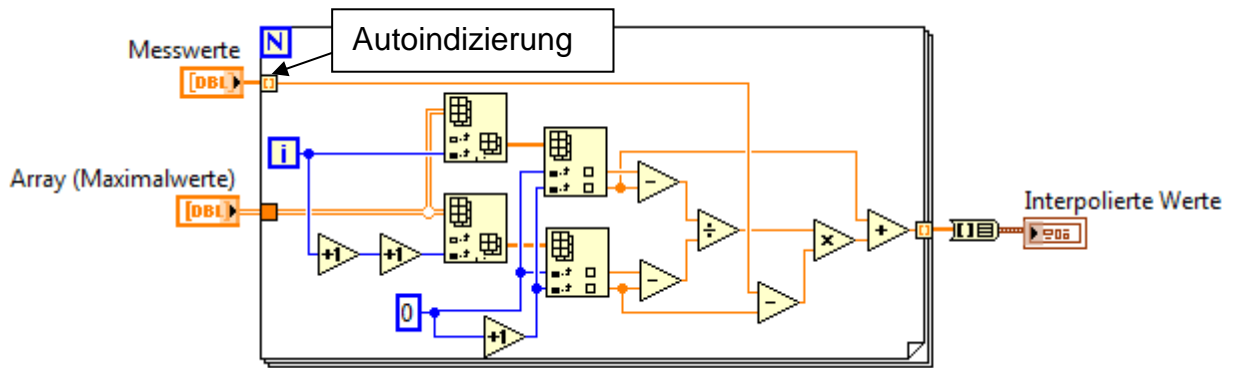 Autoindizierung
N
Messwerte
[DBL]
i
Array (Maximalwerte)
[DBL]
+1
+1
0
+1
Interpolierte Werte